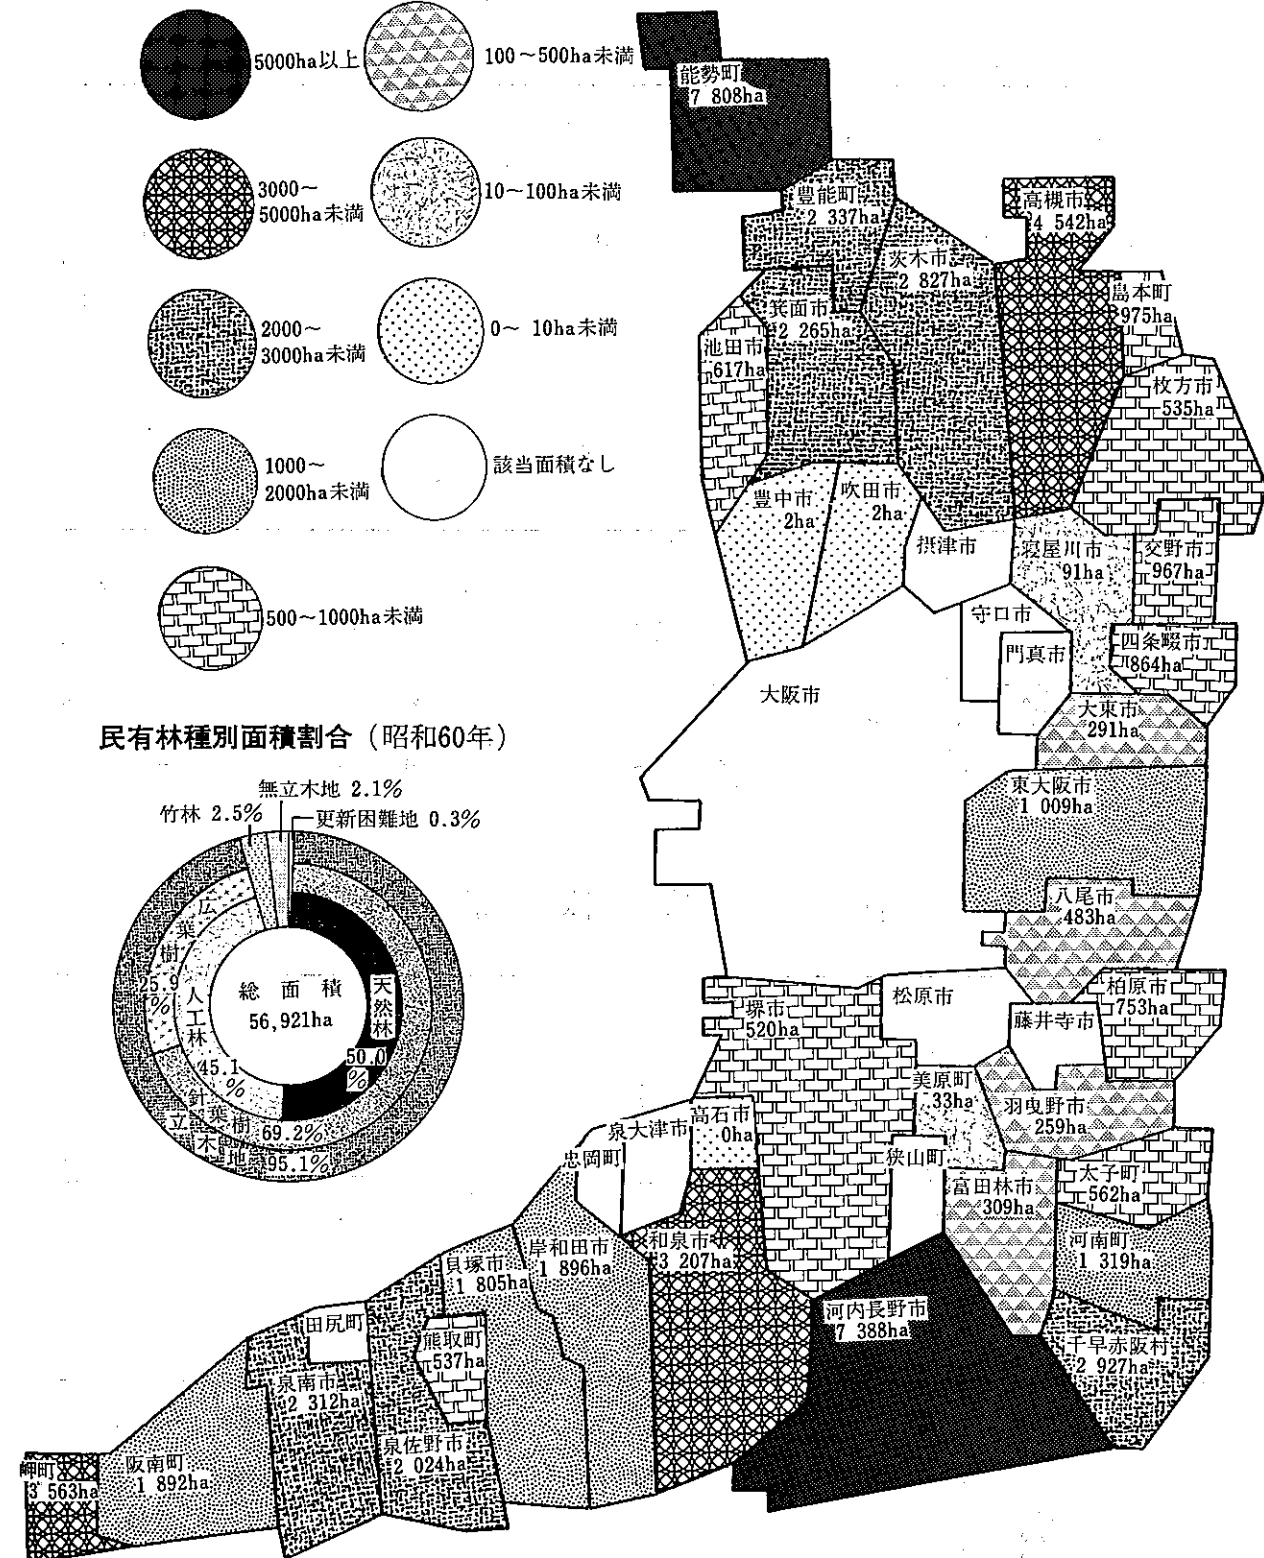 5000ha以上
100～500ha未満
3000～
5000ha未満
10～100ha未満
2000～
3000ha未満
0～ 10ha未満
1000～
2000ha未満
該当面積なし
500～1000ha未満
能勢町
7 808ha
豊能町
2 337ha
高槻市
4 542ha
茨木市
2 827ha
島本町
975ha
箕面市
2 265ha
池田市
617ha
枚方市
535ha
豊中市
2ha
吹田市
2ha
摂津市
寝屋川市
91ha
交野市
967ha
守口市
門真市
四条畷市
864ha
大阪市
大東市
291ha
東大阪市
1 009ha
八尾市
483ha
柏原市
753ha
堺市
520ha
松原市
藤井寺市
美原町
33ha
羽曳野市
259ha
高石市
0ha
泉大津市
忠岡町
狭山町
富田林市
309ha
太子町
562ha
河南町
1 319ha
和泉市
3 207ha
岸和田市
1 896ha
貝塚市
1 805ha
河内長野市
7 388ha
千早赤阪村
2 927ha
田尻町
熊取町
537ha
泉南市
2 312ha
泉佐野市
2 024ha
阪南町
1 892ha
岬町
3 563ha
民有林種別面積割合（昭和60年）
無立木地 2.1%
竹林 2.5%
更新困難地 0.3%
広葉樹
25.9
%
人工林
45.1
%
総面積
56,921ha
天然林
50.0
%
針葉樹
69.2%
立木地
95.1%